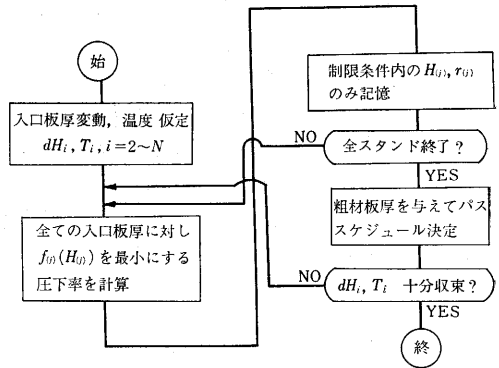 始
入口板厚変動,温度 仮定
dHi, Ti, i=2~N
全ての入口板厚に対し
f(j)(H(j))を最小にする
圧下率を計算
制限条件内のH(j), r(j)
のみ記憶
NO
全スタンド終了?
YES
粗材板厚を与えてパス
スケジュール決定
NO
dHi, Ti 十分収束?
YES
終